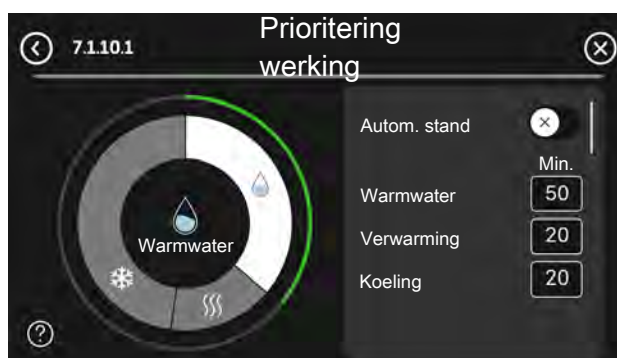 7.1.10.1
Prioritering
werking
Autom. stand
Min.
Warmwater
50
Verwarming
20
Koeling
20
Warmwater
?